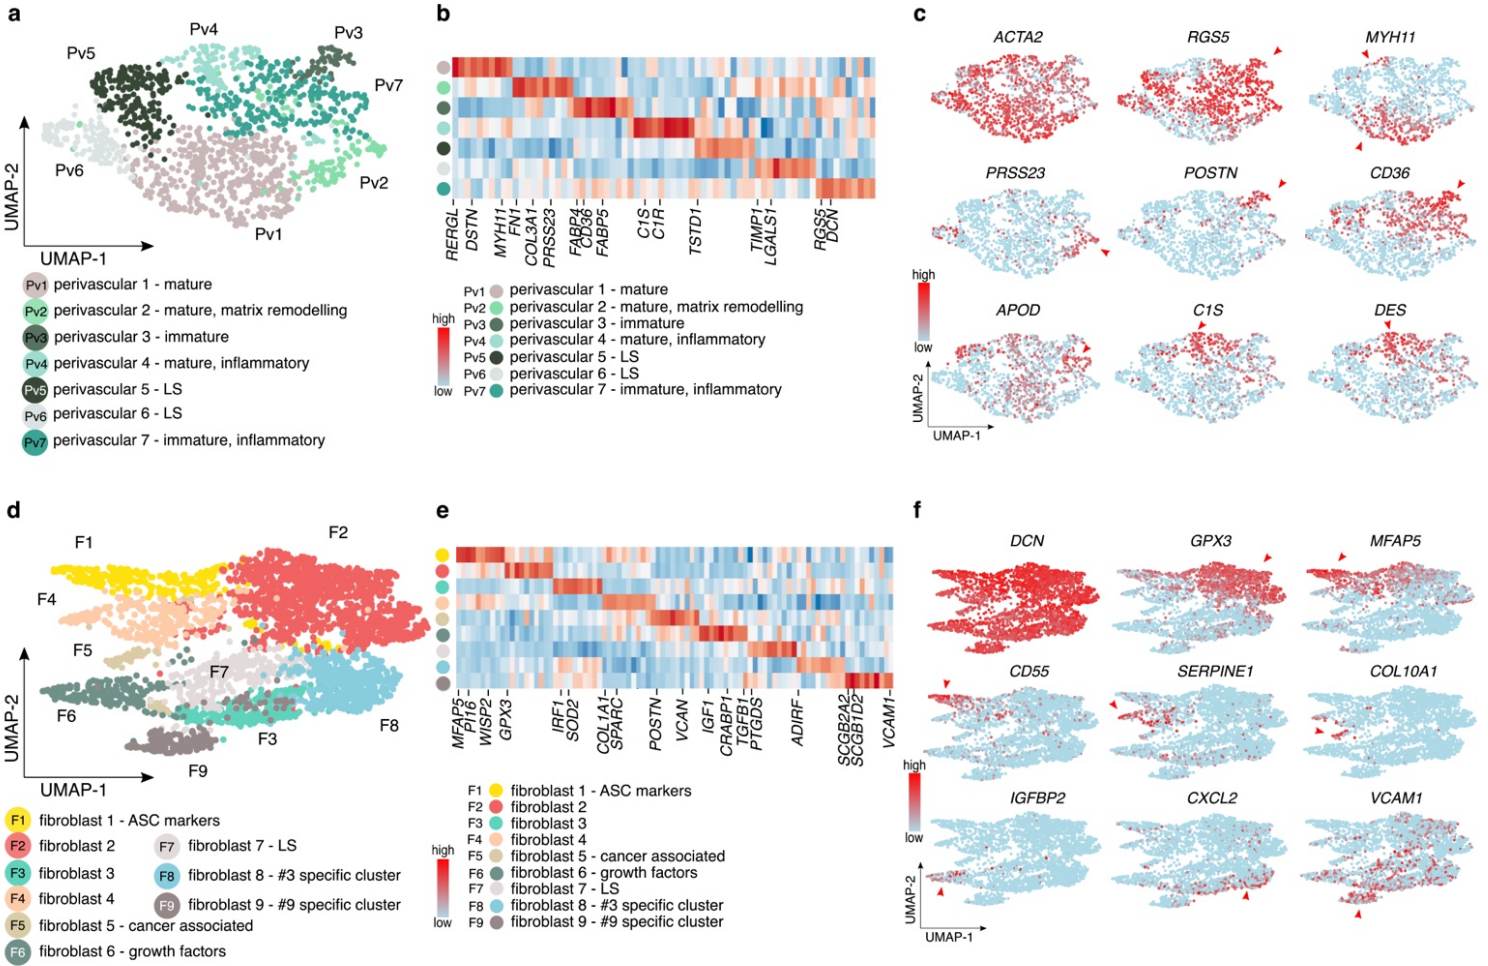 a
Pv4
Pv3
Pv5
Pv7
Pv6
Pv2
Pv1
UMAP-2
UMAP-1
Pv1 perivascular 1 - mature
Pv2 perivascular 2 - mature, matrix remodelling
Pv3 perivascular 3 - immature
Pv4 perivascular 4 - mature, inflammatory
Pv5 perivascular 5 - LS
Pv6 perivascular 6 - LS
Pv7 perivascular 7 - immature, inflammatory
b
RERGL
DSTN
MYH11
FN1
COL3A1
PRSS23
FABP4
CD36
FABP5
C1S
C1R
TSTD1
TIMP1
LGALS1
RGS5
DCN
high
low
Pv1 perivascular 1 - mature
Pv2 perivascular 2 - mature, matrix remodelling
Pv3 perivascular 3 - immature
Pv4 perivascular 4 - mature, inflammatory
Pv5 perivascular 5 - LS
Pv6 perivascular 6 - LS
Pv7 perivascular 7 - immature, inflammatory
c
ACTA2
RGS5
MYH11
PRSS23
POSTN
CD36
high
low
APOD
C1S
DES
UMAP-2
UMAP-1
d
F1
F2
F4
F5
F7
F6
F3
F8
F9
UMAP-2
UMAP-1
F1 fibroblast 1 - ASC markers
F2 fibroblast 2
F3 fibroblast 3
F4 fibroblast 4
F5 fibroblast 5 - cancer associated
F6 fibroblast 6 - growth factors
F7 fibroblast 7 - LS
F8 fibroblast 8 - #3 specific cluster
F9 fibroblast 9 - #9 specific cluster
e
MFAP5
PI16
WISP2
GPX3
IRF1
SOD2
COL1A1
SPARC
POSTN
VCAN
IGF1
CRABP1
TGFB1
PTGDS
ADIRF
SCGB2A2
SCGB1D2
VCAM1
high
low
F1 fibroblast 1 - ASC markers
F2 fibroblast 2
F3 fibroblast 3
F4 fibroblast 4
F5 fibroblast 5 - cancer associated
F6 fibroblast 6 - growth factors
F7 fibroblast 7 - LS
F8 fibroblast 8 - #3 specific cluster
F9 fibroblast 9 - #9 specific cluster
f
DCN
GPX3
MFAP5
CD55
SERPINE1
COL10A1
high
low
IGFBP2
CXCL2
VCAM1
UMAP-2
UMAP-1